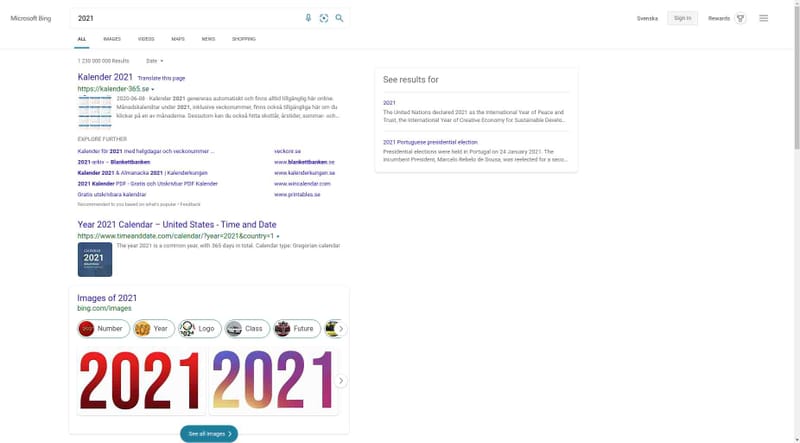 Microsoft Bing
2021
Svenska
Sign in
Rewards
ALL
IMAGES
VIDEOS
MAPS
NEWS
SHOPPING
1 230 000 000 Results
Date
Kalender 2021 Translate this page
https://kalender-365.se
2020-06-08 · Kalender 2021 genereras automatiskt och finns alltid tillgänglig här online.
Månadskalendrar under 2021, inklusive veckonummer, finns också tillgängliga här om du
klickar på en av månaderna. Dessutom kan du också hitta skottår, årstider, sommar- och...
EXPLORE FURTHER
Kalender för 2021 med helgdagar och veckonummer ...
veckonr.se
2021-arkiv – Blankettbanken
www.blankettbanken.se
Kalender 2021 & Almanacka 2021 | Kalenderkungen
www.kalenderkungen.se
2021 Kalender PDF - Gratis och Utskrivbar PDF Kalender
www.wincalendar.com
Gratis utskrivbara kalendrar
www.printables.se
Recommended to you based on what's popular • Feedback
Year 2021 Calendar – United States - Time and Date
https://www.timeanddate.com/calendar/?year=2021&country=1
The year 2021 is a common year, with 365 days in total. Calendar type: Gregorian calendar
2021
Images of 2021
bing.com/images
Number
Year
Logo
Class
Future
2021
2021
See all images
See results for
2021
The United Nations declared 2021 as the International Year of Peace and
Trust, the International Year of Creative Economy for Sustainable Develo...
2021 Portuguese presidential election
Presidential elections were held in Portugal on 24 January 2021. The
incumbent President, Marcelo Rebelo de Sousa, was reelected for a seco...